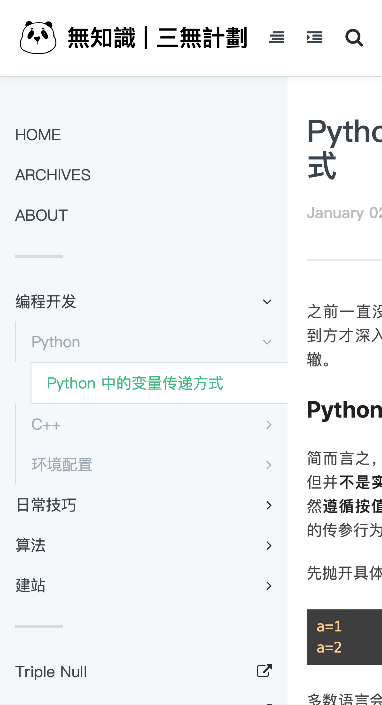 無知識 | 三無計劃
HOME
ARCHIVES
ABOUT
编程开发
Python
Python 中的变量传递方式
C++
环境配置
日常技巧
算法
建站
Triple Null
Pytho
式
January 02
之前一直没
到方才深入
辙。
Python
简而言之，
但并不是实
然遵循按值
的传参行为
先抛开具体
a=1
a=2
多数语言会